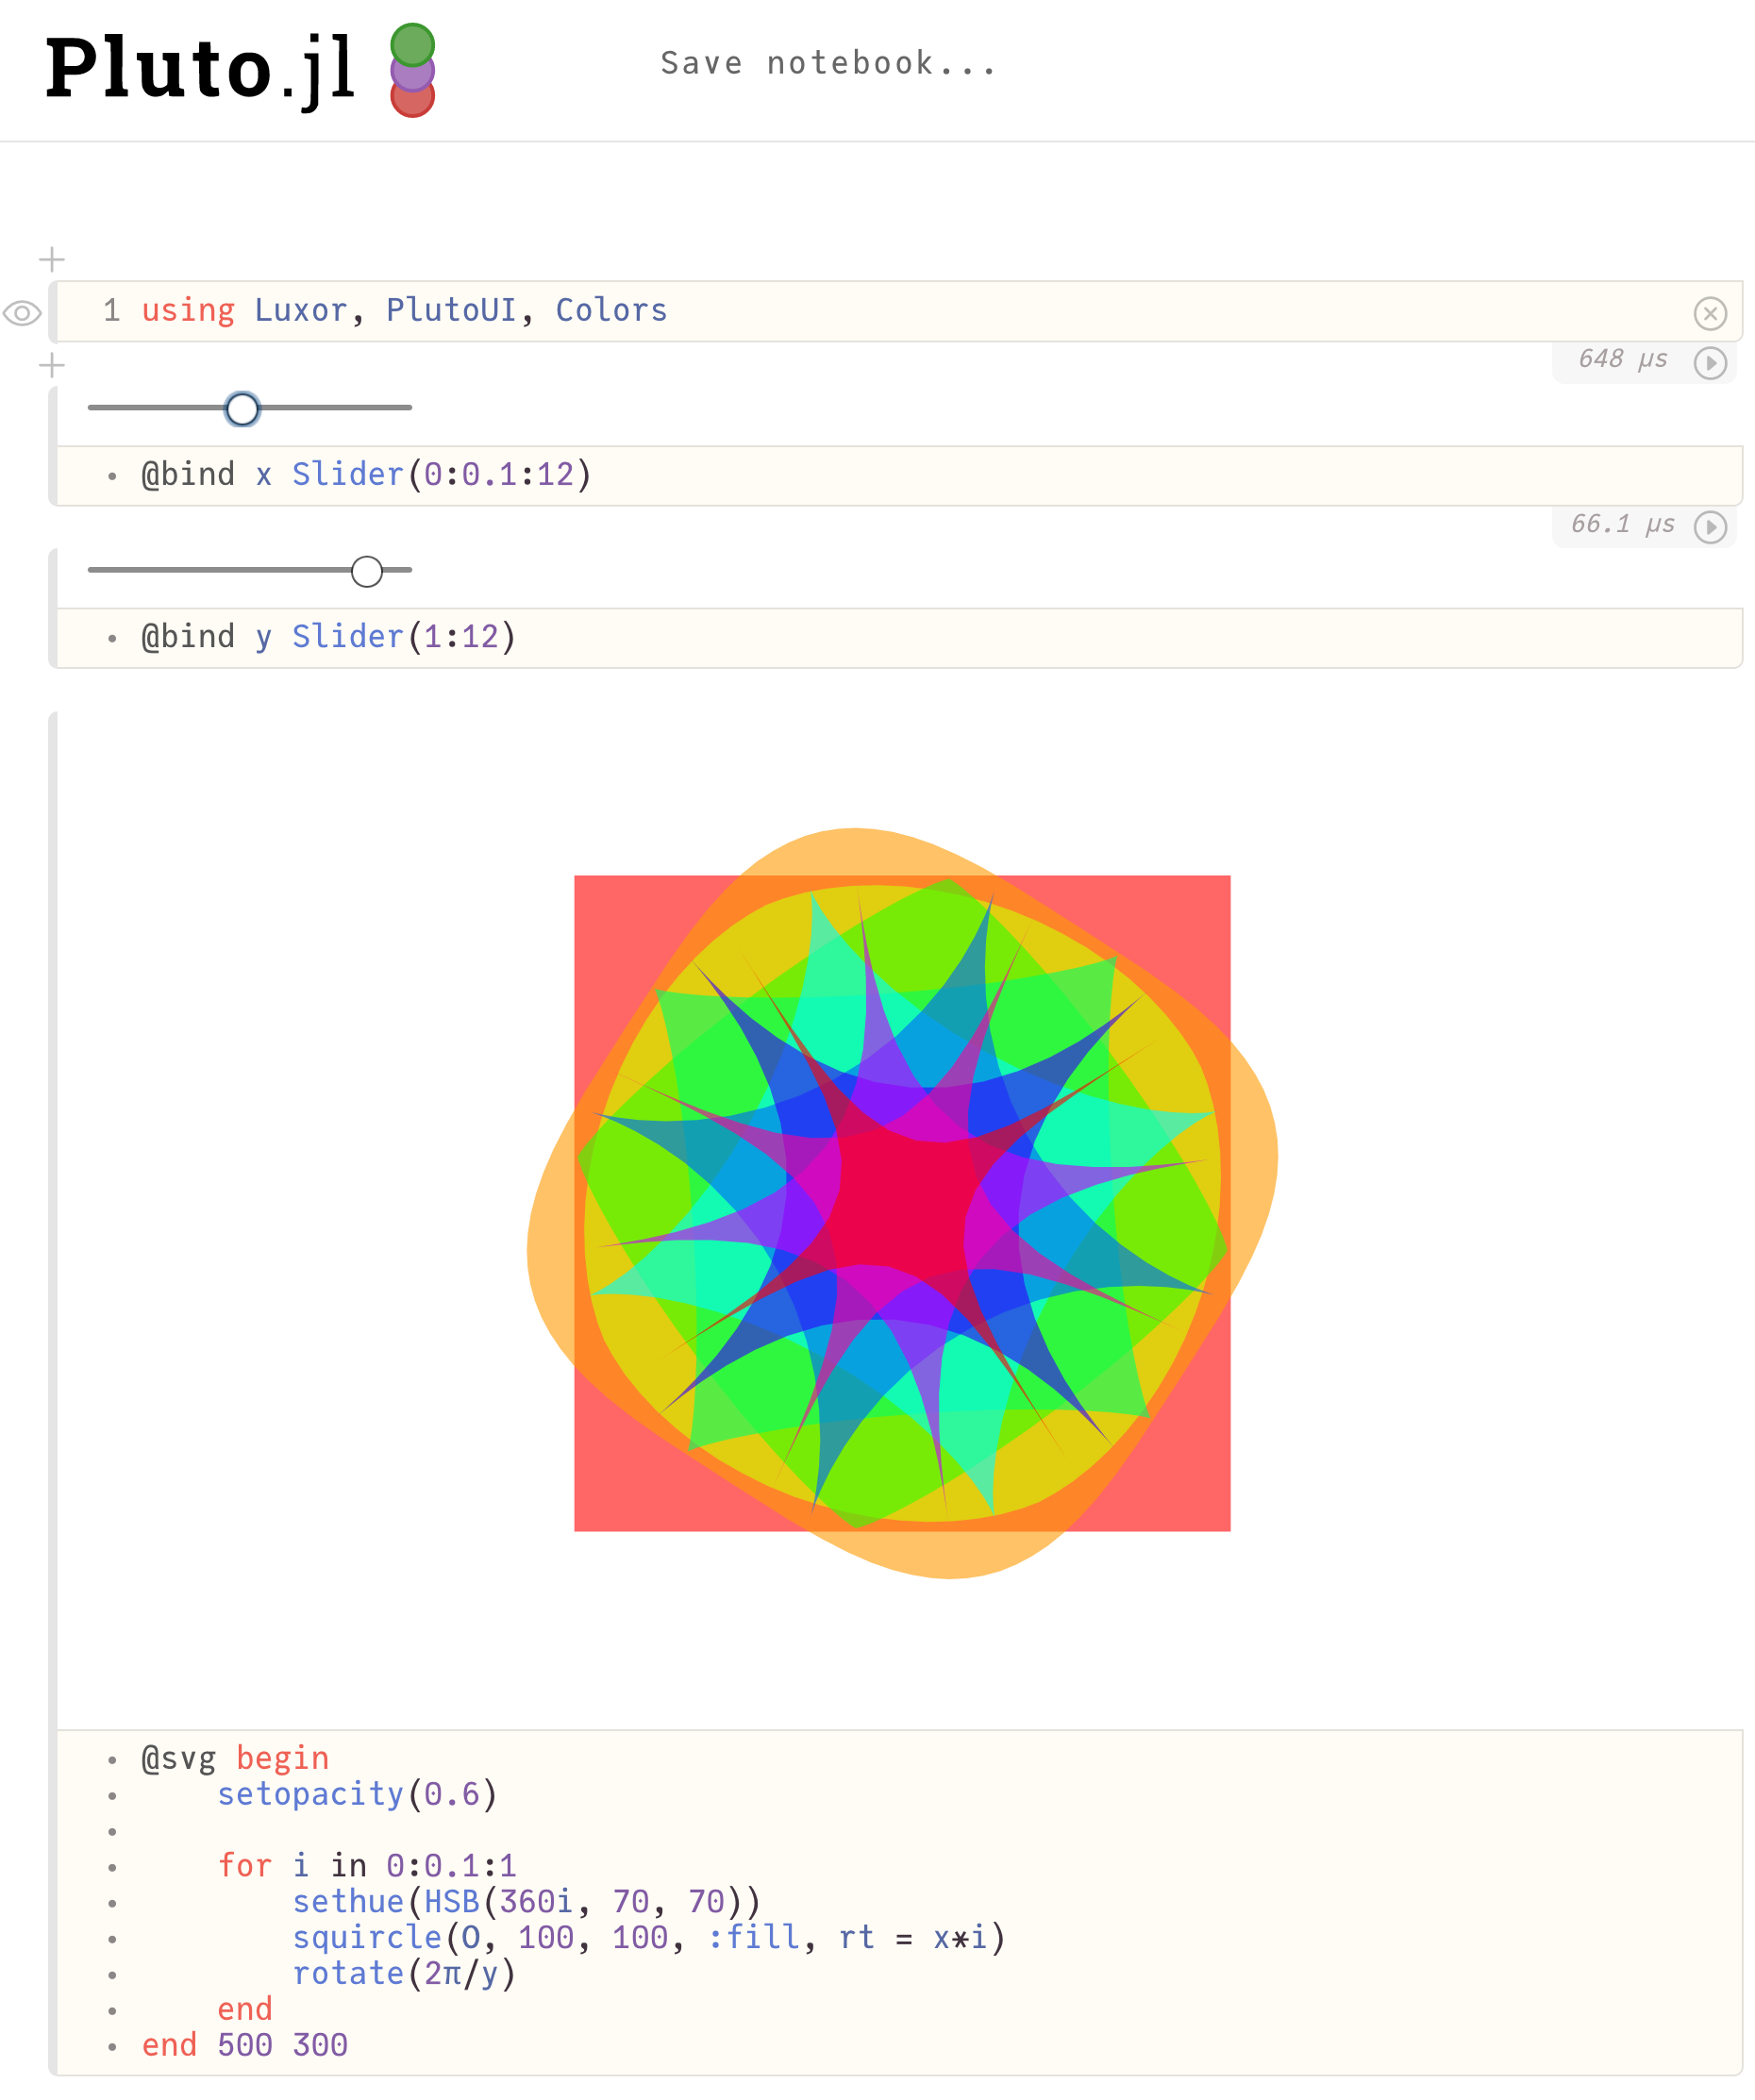 Pluto.jl
Save notebook...
1 using Luxor, PlutoUI, Colors
648 μs
@bind x Slider(0:0.1:12)
66.1 μs
@bind y Slider(1:12)
@svg begin
    setopacity(0.6)
    for i in 0:0.1:1
        sethue(HSB(360i, 70, 70))
        squircle(O, 100, 100, :fill, rt = x*i)
        rotate(2π/y)
    end
end 500 300